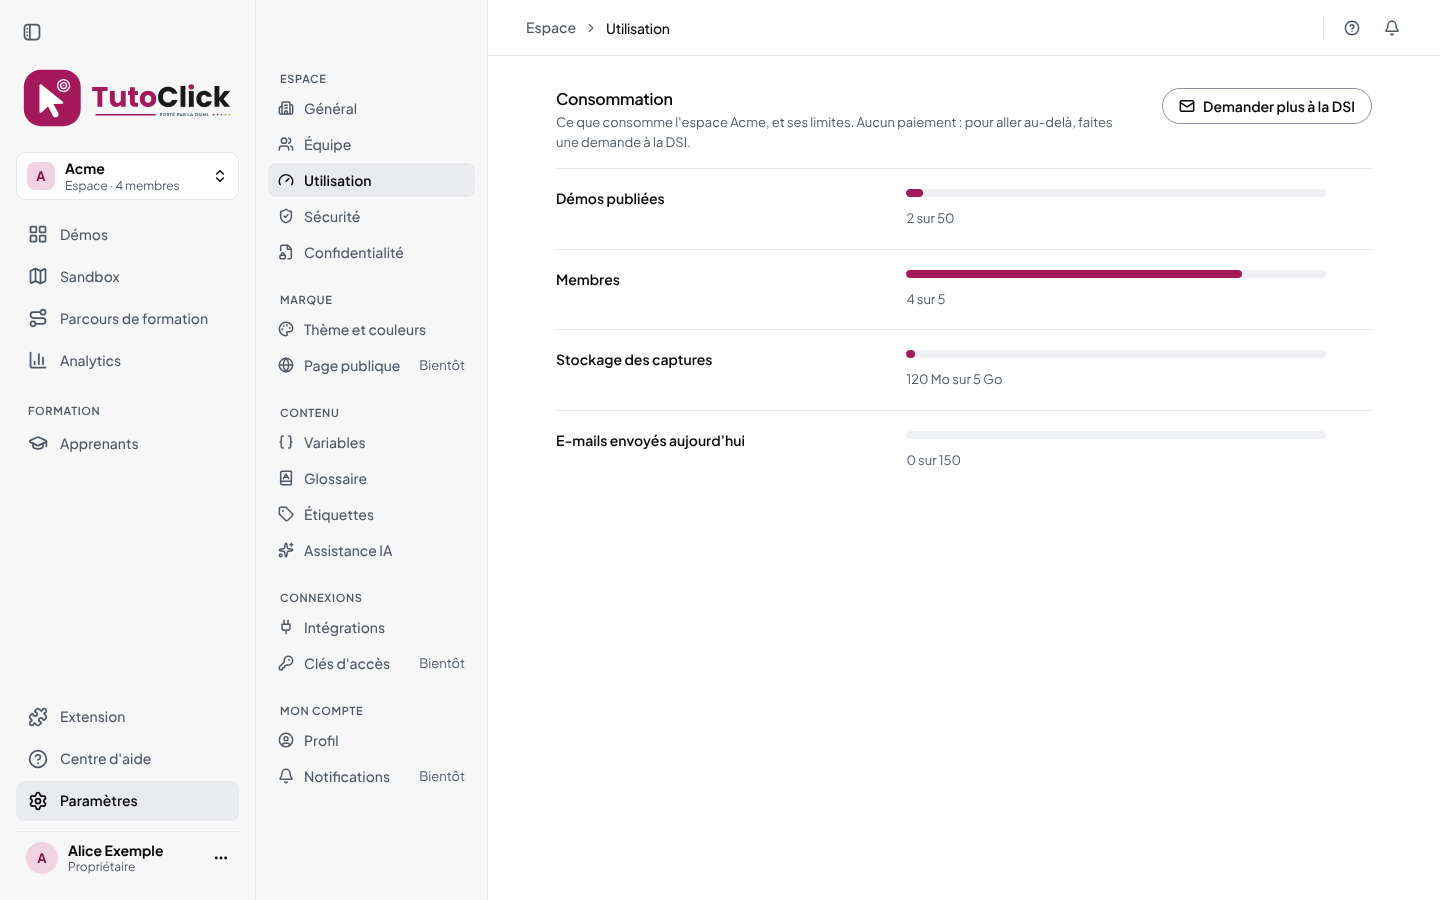 TutoClick
PORTÉ PAR LA DSIML
A
Acme
Espace · 4 membres
Démos
Sandbox
Parcours de formation
Analytics
FORMATION
Apprenants
Extension
Centre d'aide
Paramètres
A
Alice Exemple
Propriétaire
ESPACE
Général
Équipe
Utilisation
Sécurité
Confidentialité
MARQUE
Thème et couleurs
Page publique Bientôt
CONTENU
Variables
Glossaire
Étiquettes
Assistance IA
CONNEXIONS
Intégrations
Clés d'accès Bientôt
MON COMPTE
Profil
Notifications Bientôt
Espace > Utilisation
Consommation
Ce que consomme l'espace Acme, et ses limites. Aucun paiement : pour aller au-delà, faites
une demande à la DSI.
Demander plus à la DSI
Démos publiées
2 sur 50
Membres
4 sur 5
Stockage des captures
120 Mo sur 5 Go
E-mails envoyés aujourd’hui
0 sur 150